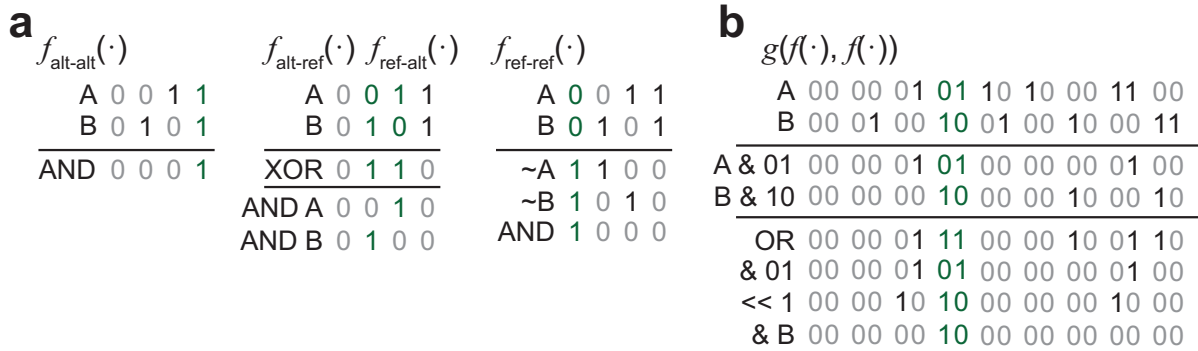 a
f alt-alt (·)
A 0 0 1 1
B 0 1 0 1
AND 0 0 0 1
f alt-ref (·) f ref-alt (·)
A 0 0 1 1
B 0 1 0 1
XOR 0 1 1 0
AND A 0 0 1 0
AND B 0 1 0 0
f ref-ref (·)
A 0 0 1 1
B 0 1 0 1
~A 1 1 0 0
~B 1 0 1 0
AND 1 0 0 0
b
g(f(·), f(·))
A 00 00 01 01 10 10 00 11 00
B 00 01 00 10 01 00 10 00 11
A & 01 00 00 01 01 00 00 00 01 00
B & 10 00 00 00 10 00 00 10 00 10
OR 00 00 01 11 00 00 10 01 10
& 01 00 00 01 01 00 00 00 01 00
<< 1 00 00 10 10 00 00 00 10 00
& B 00 00 00 10 00 00 00 00 00